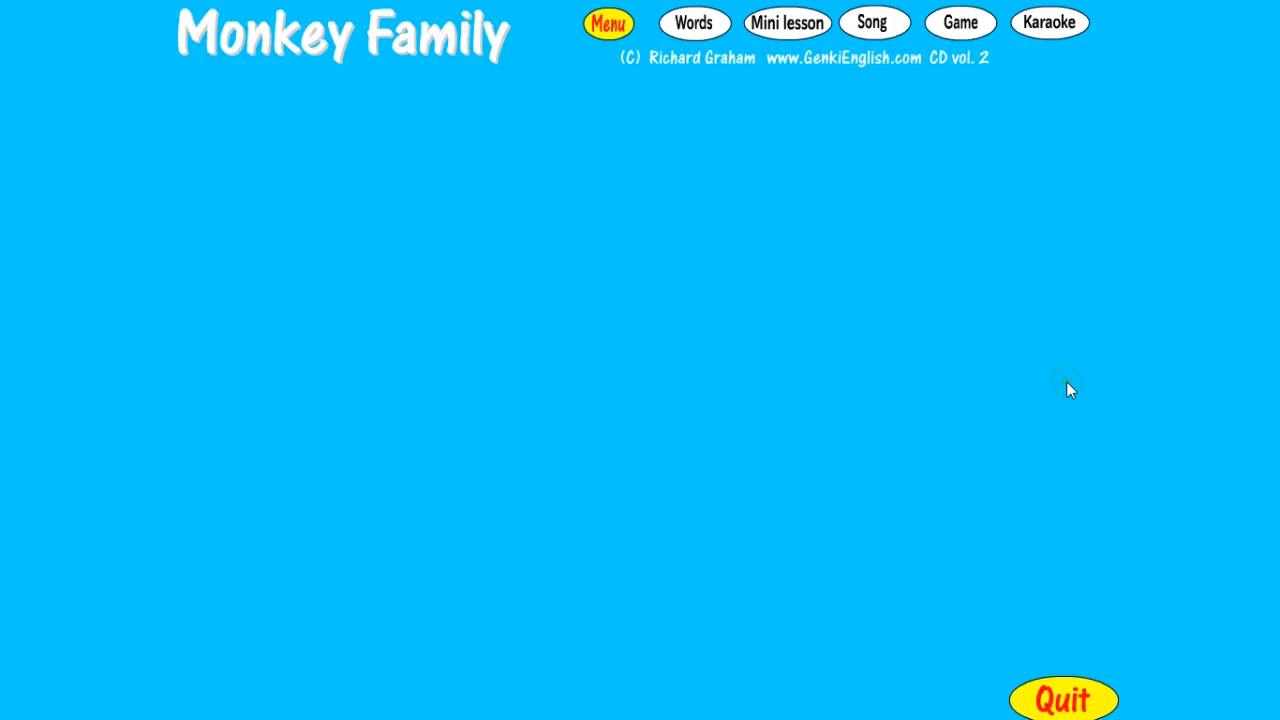 Monkey Family
Menu Words Mini lesson Song Game Karaoke
(C) Richard Graham www.GenkiEnglish.com CD vol. 2
Quit